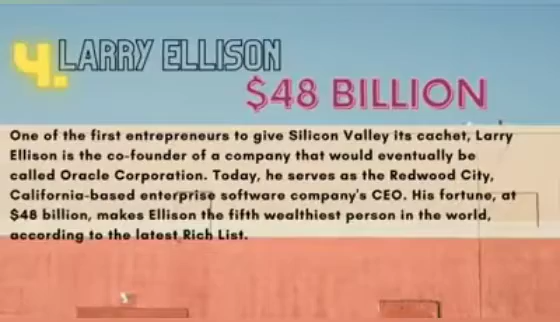 4. LARRY ELLISON
$48 BILLION
One of the first entrepreneurs to give Silicon Valley its cachet, Larry
Ellison is the co-founder of a company that would eventually be
called Oracle Corporation. Today, he serves as the Redwood City,
California-based enterprise software company's CEO. His fortune, at
$48 billion, makes Ellison the fifth wealthiest person in the world,
according to the latest Rich List.